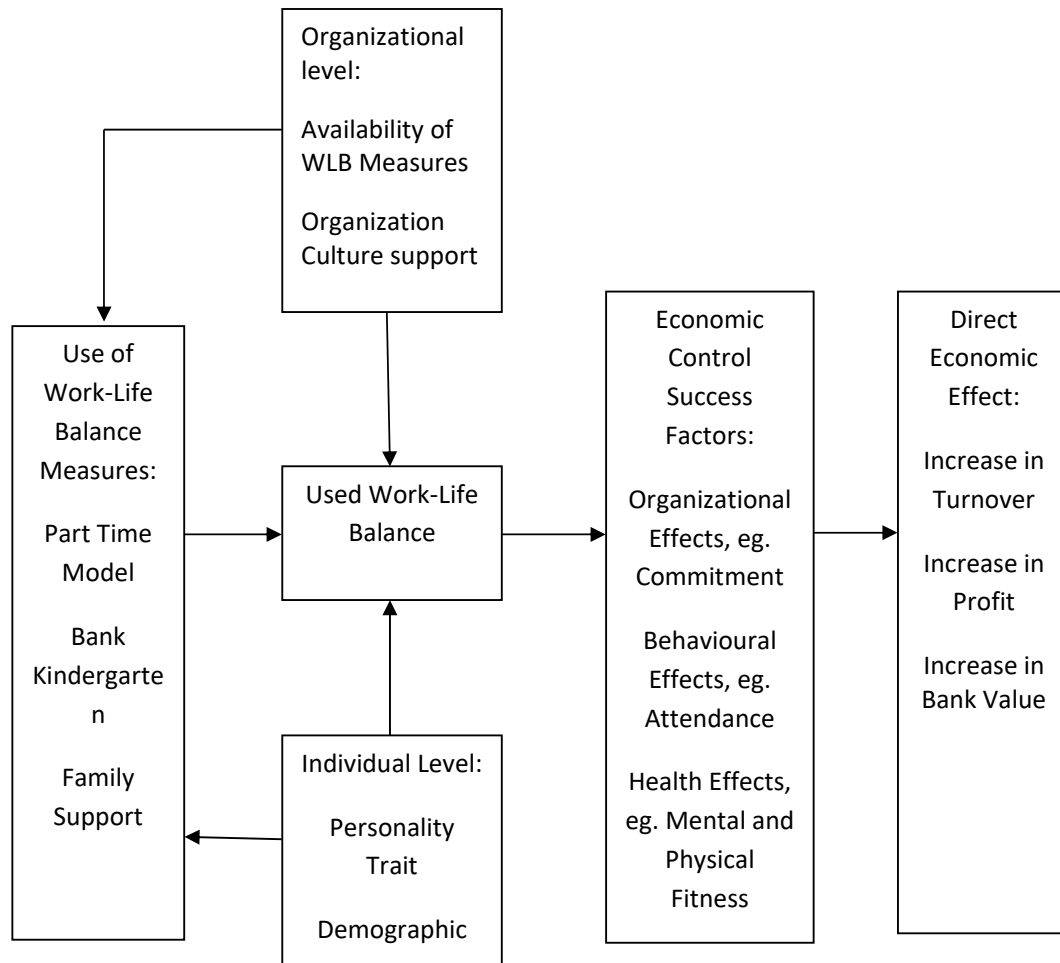 Organizational
level:
Availability of
WLB Measures
Organization
Culture support
Use of
Work-Life
Balance
Measures:
Part Time
Model
Bank
Kindergarte
n
Family
Support
Used Work-Life
Balance
Individual Level:
Personality
Trait
Demographic
Economic
Control
Success
Factors:
Organizational
Effects, eg.
Commitment
Behavioural
Effects, eg.
Attendance
Health Effects,
eg. Mental and
Physical
Fitness
Direct
Economic
Effect:
Increase in
Turnover
Increase in
Profit
Increase in
Bank Value